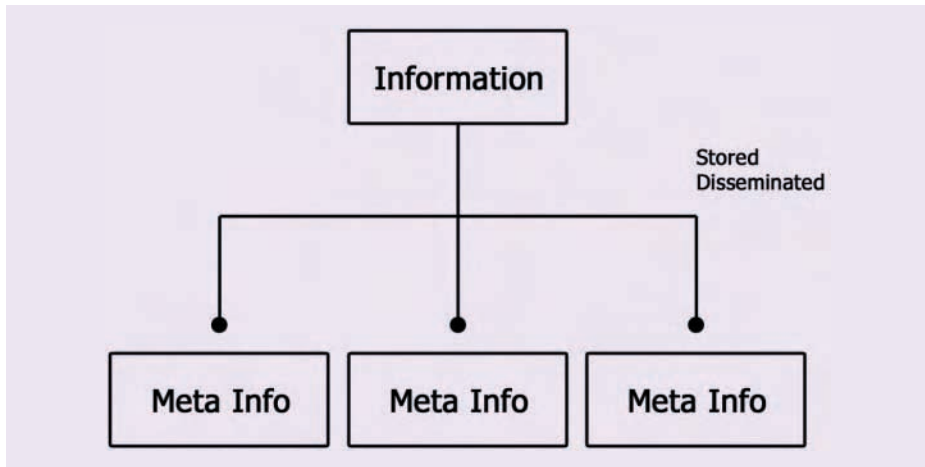 Information
Stored
Disseminated
Meta Info
Meta Info
Meta Info